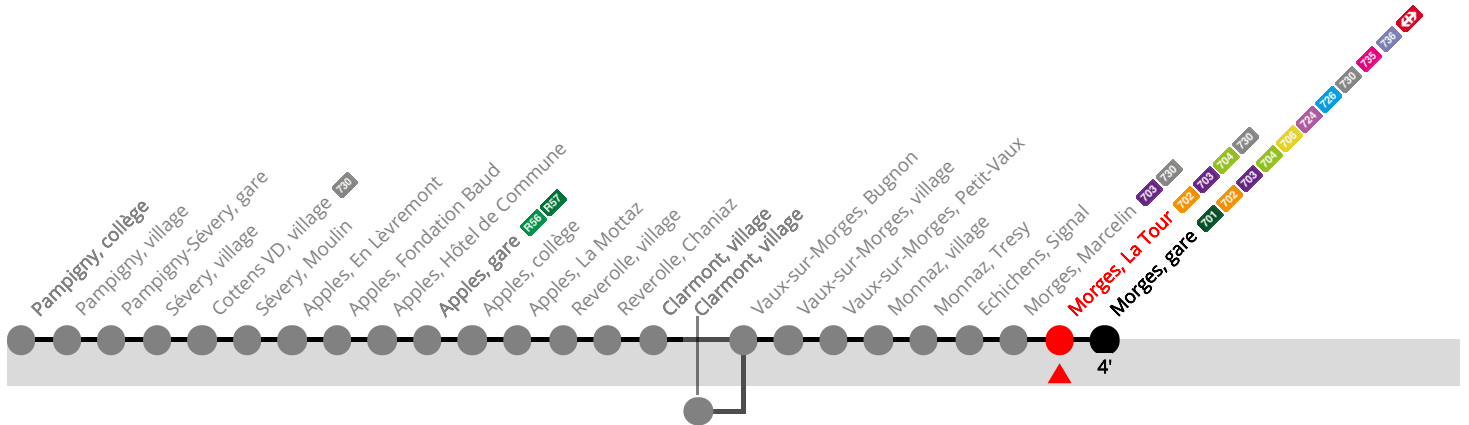 Pampigny, collège
Pampigny, village
Pampigny-Sévery, gare
Sévery, village
Cottens VD, village 730
Sévery, Moulin
Apples, En Lèvremont
Apples, Fondation Baud
Apples, Hôtel de Commune
Apples, gare R56 R57
Apples, collège
Apples, La Mottaz
Reverolle, village
Reverolle, Chaniaz
Clarmont, village
Clarmont, village
Vaux-sur-Morges, Bugnon
Vaux-sur-Morges, village
Vaux-sur-Morges, Petit-Vaux
Monnaz, village
Monnaz, Tresy
Echichens, Signal
Morges, Marcelin 703 730
Morges, La Tour 702 703 704 730
Morges, gare 701 702 703 704 706 724 726 730 735 736
4'